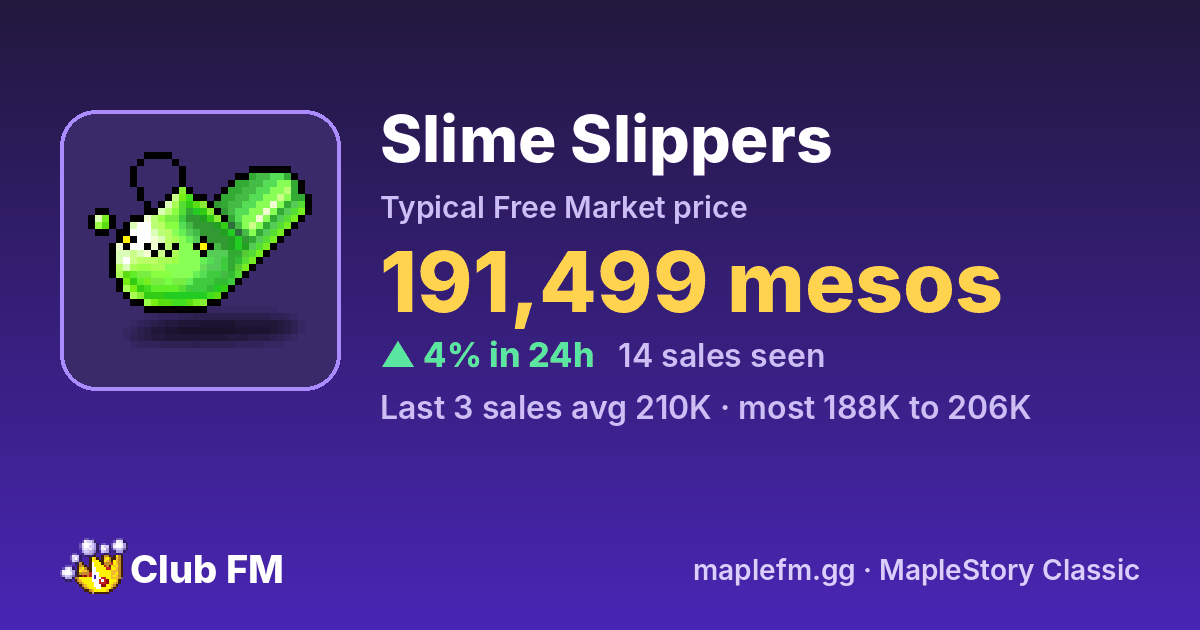 Slime Slippers
Typical Free Market price
191,499 mesos
▲ 4% in 24h 14 sales seen
Last 3 sales avg 210K · most 188K to 206K
Club FM
maplefm.gg · MapleStory Classic